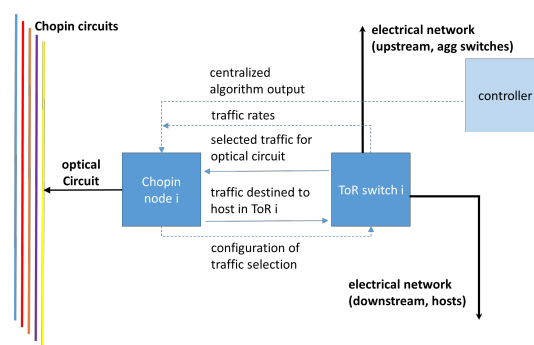 Chopin circuits
electrical network
(upstream, agg switches)
centralized
algorithm output
controller
traffic rates
selected traffic for
optical circuit
optical
Circuit
Chopin
node i
ToR switch i
traffic destined to
host in ToR i
configuration of
traffic selection
electrical network
(downstream, hosts)